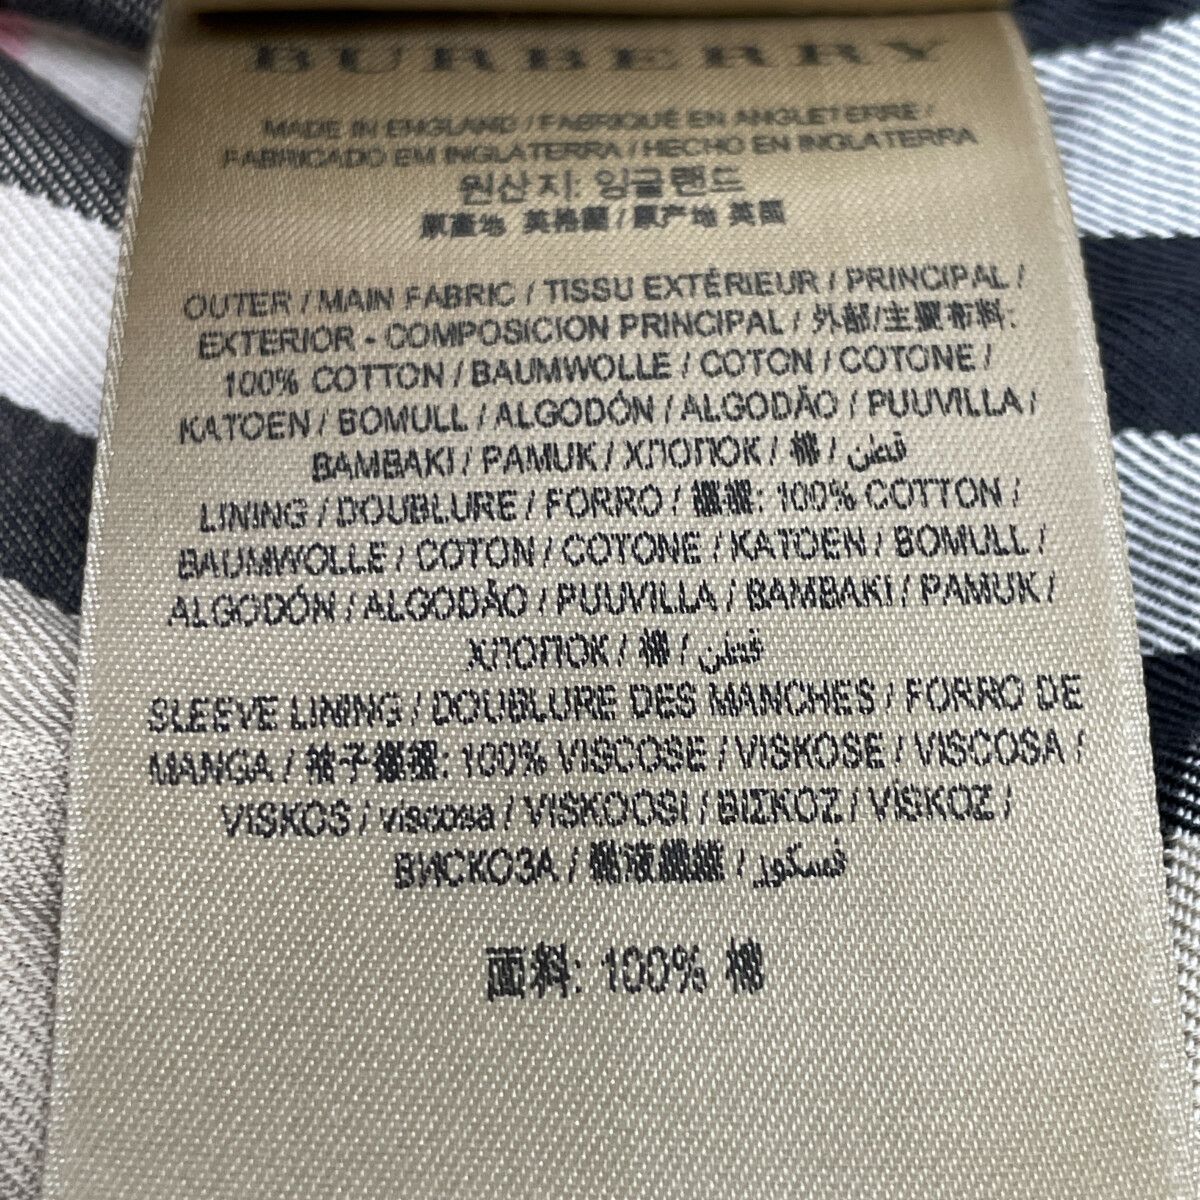 BURBERRY
MADE IN ENGLAND / FABRIQUÉ EN ANGLETERRE /
FABRICADO EM INGLATERRA / HECHO EN INGLATERRA
원산지: 잉글랜드
原產地 英格蘭 / 原产地 英国
OUTER / MAIN FABRIC / TISSU EXTÉRIEUR / PRINCIPAL /
EXTERIOR - COMPOSICION PRINCIPAL / 外部/主要布料:
100% COTTON / BAUMWOLLE / COTON / COTONE /
KATOEN / BOMULL / ALGODÓN / ALGODÃO / PUUVILLA /
BAMBAKI / PAMUK / ХЛОПОК / 棉 / قطن
LINING / DOUBLURE / FORRO / 襯裡: 100% COTTON /
BAUMWOLLE / COTON / COTONE / KATOEN / BOMULL /
ALGODÓN / ALGODÃO / PUUVILLA / BAMBAKI / PAMUK /
ХЛОПОК / 棉 / قطن
SLEEVE LINING / DOUBLURE DES MANCHES / FORRO DE
MANGA / 袖子襯裡: 100% VISCOSE / VISKOSE / VISCOSA /
VISKOS / viscosa / VISKOOSI / ΒΙΣΚΟΖ / VİSKOZ /
ВИСКОЗА / 黏液纖維 / فسكوز
面料: 100% 棉